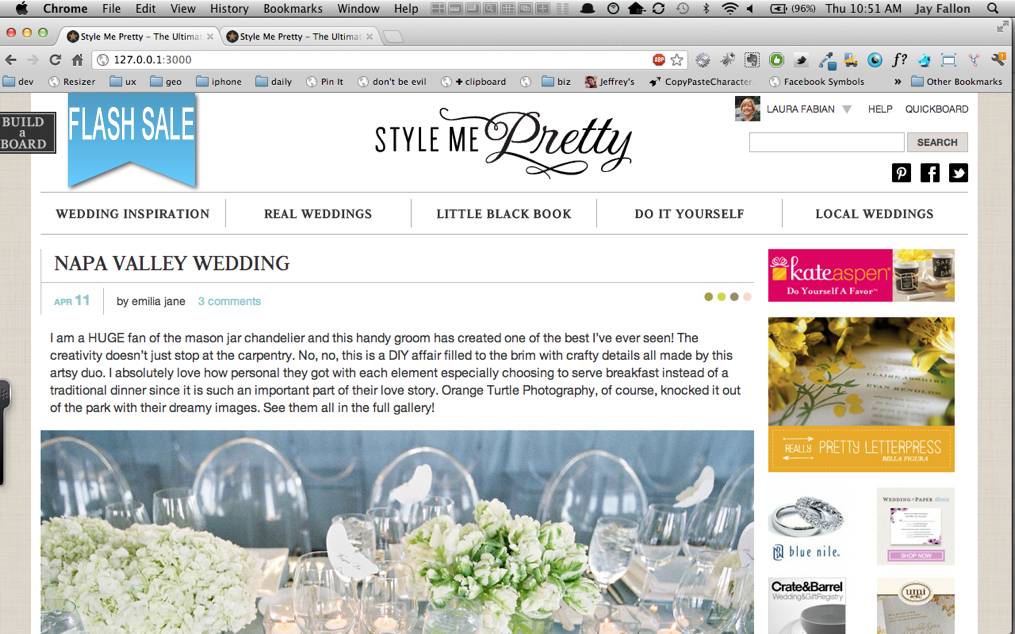 Chrome File Edit View History Bookmarks Window Help (96%) Thu 10:51 AM Jay Fallon
Style Me Pretty – The Ultimat Style Me Pretty – The Ultimat
127.0.0.1:3000 ABP f?
dev Resizer ux geo iphone daily Pin It don't be evil + clipboard biz Jeffrey's CopyPasteCharacter Facebook Symbols » Other Bookmarks
BUILD
a
BOARD
FLASH SALE
STYLE ME Pretty
LAURA FABIAN HELP QUICKBOARD
SEARCH
WEDDING INSPIRATION REAL WEDDINGS LITTLE BLACK BOOK DO IT YOURSELF LOCAL WEDDINGS
NAPA VALLEY WEDDING
APR 11 by emilia jane 3 comments
I am a HUGE fan of the mason jar chandelier and this handy groom has created one of the best I've ever seen! The
creativity doesn't just stop at the carpentry. No, no, this is a DIY affair filled to the brim with crafty details all made by this
artsy duo. I absolutely love how personal they got with each element especially choosing to serve breakfast instead of a
traditional dinner since it is such an important part of their love story. Orange Turtle Photography, of course, knocked it out
of the park with their dreamy images. See them all in the full gallery!
kateaspen
Do Yourself A Favor
REALLY PRETTY LETTERPRESS
BELLA FIGURA
blue nile.
WEDDING PAPER divas
SHOP NOW
Crate&Barrel
Wedding&GiftRegistry
umi